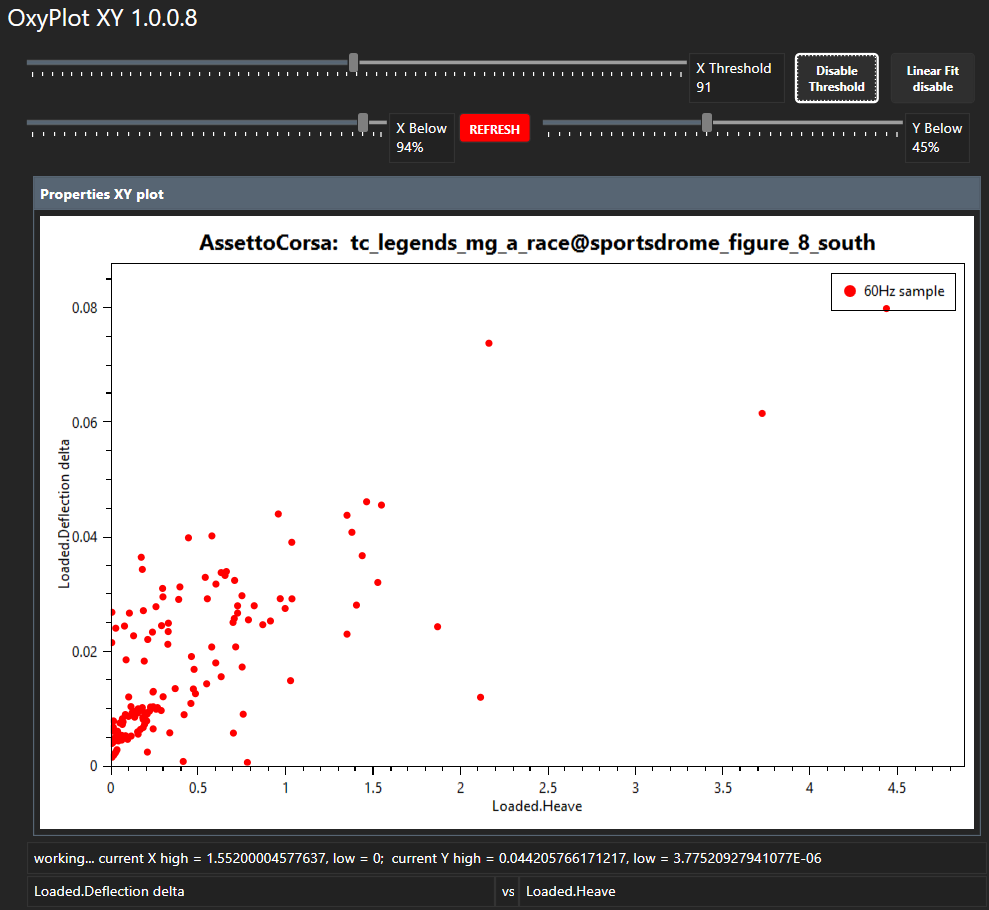 OxyPlot XY 1.0.0.8
X Threshold
91
Disable
Threshold
Linear Fit
disable
X Below
94%
REFRESH
Y Below
45%
Properties XY plot
AssettoCorsa:  tc_legends_mg_a_race@sportsdrome_figure_8_south
60Hz sample
0.08
0.06
0.04
0.02
0
Loaded.Deflection delta
0
0.5
1
1.5
2
2.5
3
3.5
4
4.5
Loaded.Heave
working... current X high = 1.55200004577637, low = 0;  current Y high = 0.044205766171217, low = 3.77520927941077E-06
Loaded.Deflection delta
vs
Loaded.Heave